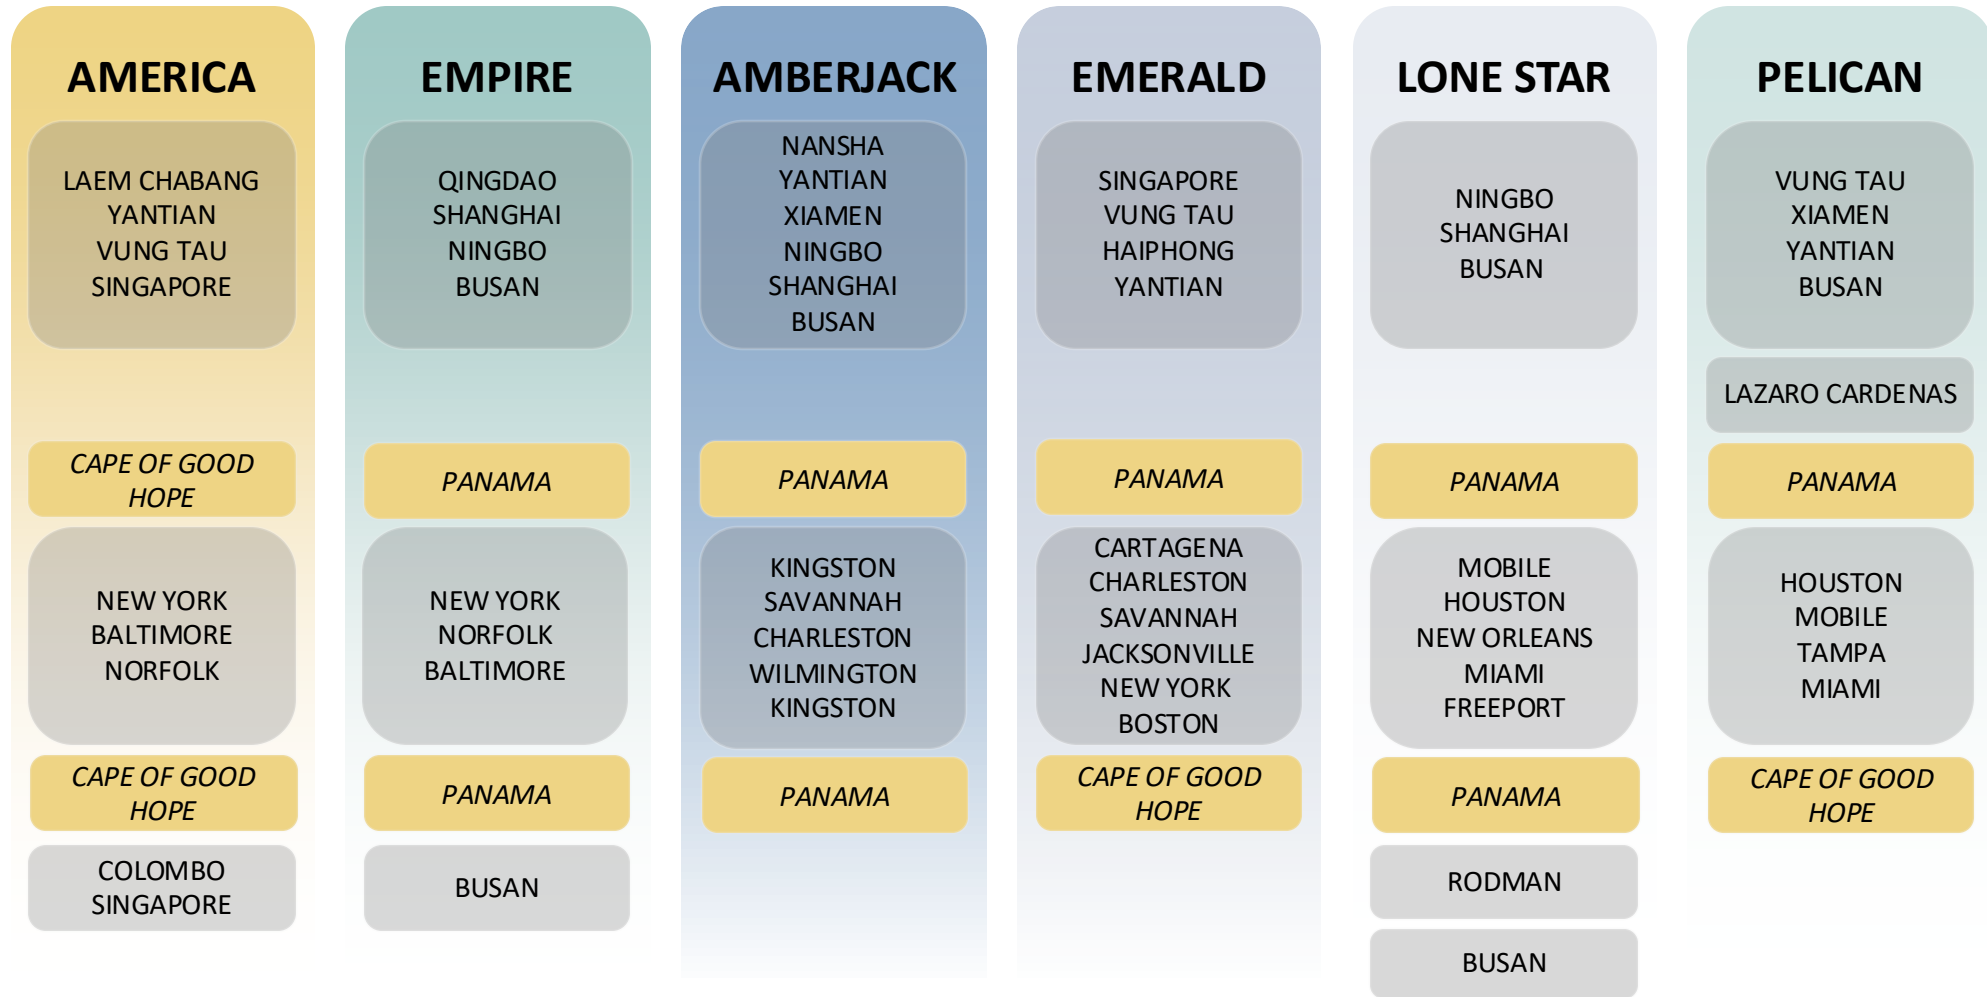 AMERICA
LAEM CHABANG
YANTIAN
VUNG TAU
SINGAPORE
CAPE OF GOOD
HOPE
NEW YORK
BALTIMORE
NORFOLK
CAPE OF GOOD
HOPE
COLOMBO
SINGAPORE
EMPIRE
QINGDAO
SHANGHAI
NINGBO
BUSAN
PANAMA
NEW YORK
NORFOLK
BALTIMORE
PANAMA
BUSAN
AMBERJACK
NANSHA
YANTIAN
XIAMEN
NINGBO
SHANGHAI
BUSAN
PANAMA
KINGSTON
SAVANNAH
CHARLESTON
WILMINGTON
KINGSTON
PANAMA
EMERALD
SINGAPORE
VUNG TAU
HAIPHONG
YANTIAN
PANAMA
CARTAGENA
CHARLESTON
SAVANNAH
JACKSONVILLE
NEW YORK
BOSTON
CAPE OF GOOD
HOPE
LONE STAR
NINGBO
SHANGHAI
BUSAN
PANAMA
MOBILE
HOUSTON
NEW ORLEANS
MIAMI
FREEPORT
PANAMA
RODMAN
BUSAN
PELICAN
VUNG TAU
XIAMEN
YANTIAN
BUSAN
LAZARO CARDENAS
PANAMA
HOUSTON
MOBILE
TAMPA
MIAMI
CAPE OF GOOD
HOPE